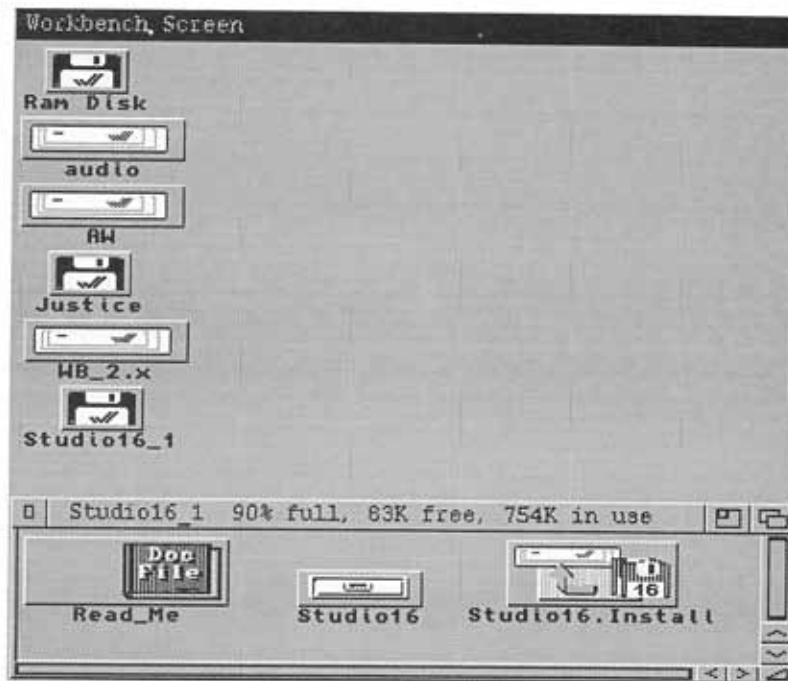 Workbench Screen
Ram Disk
audio
AW
Justice
WB_2.x
Studio16_1
Studio16_1 90% full, 83K free, 754K in use
Doc
File
16
Read_Me Studio16 Studio16.Install